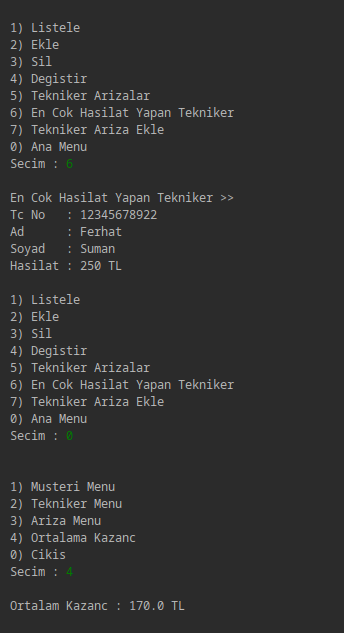 1) Listele
2) Ekle
3) Sil
4) Degistir
5) Tekniker Arizalar
6) En Cok Hasilat Yapan Tekniker
7) Tekniker Ariza Ekle
0) Ana Menu
Secim : 6
En Cok Hasilat Yapan Tekniker >>
Tc No   : 12345678922
Ad      : Ferhat
Soyad   : Suman
Hasilat : 250 TL
1) Listele
2) Ekle
3) Sil
4) Degistir
5) Tekniker Arizalar
6) En Cok Hasilat Yapan Tekniker
7) Tekniker Ariza Ekle
0) Ana Menu
Secim : 0
1) Musteri Menu
2) Tekniker Menu
3) Ariza Menu
4) Ortalama Kazanc
0) Cikis
Secim : 4
Ortalam Kazanc : 170.0 TL